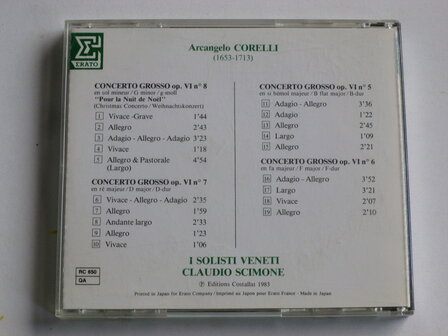 ERATO
Arcangelo CORELLI
(1653-1713)
CONCERTO GROSSO op. VI n° 8
en sol mineur / G minor / g-moll
"Pour la Nuit de Noël"
(Christmas Concerto / Weihnachtskonzert)
1 Vivace - Grave 1'44
2 Allegro 2'43
3 Adagio - Allegro - Adagio 3'23
4 Vivace 1'18
5 Allegro & Pastorale 4'54
(Largo)
CONCERTO GROSSO op. VI n° 7
en ré majeur / D major / D-dur
6 Vivace - Allegro - Adagio 2'35
7 Allegro 1'59
8 Andante largo 2'33
9 Allegro 1'23
10 Vivace 1'06
CONCERTO GROSSO op. VI n° 5
en si bémol majeur / B flat major / B-dur
11 Adagio - Allegro 3'36
12 Adagio 1'22
13 Allegro 2'45
14 Largo 1'09
15 Allegro 2'21
CONCERTO GROSSO op. VI n° 6
en fa majeur / F major / F-dur
16 Adagio - Allegro 3'52
17 Largo 3'21
18 Vivace 2'07
19 Allegro 2'10
I SOLISTI VENETI
CLAUDIO SCIMONE
RC 650
QA
℗ Editions Costallat 1983
Printed in Japan for Erato Company / Imprimé au Japon pour Erato France - Made in Japan.